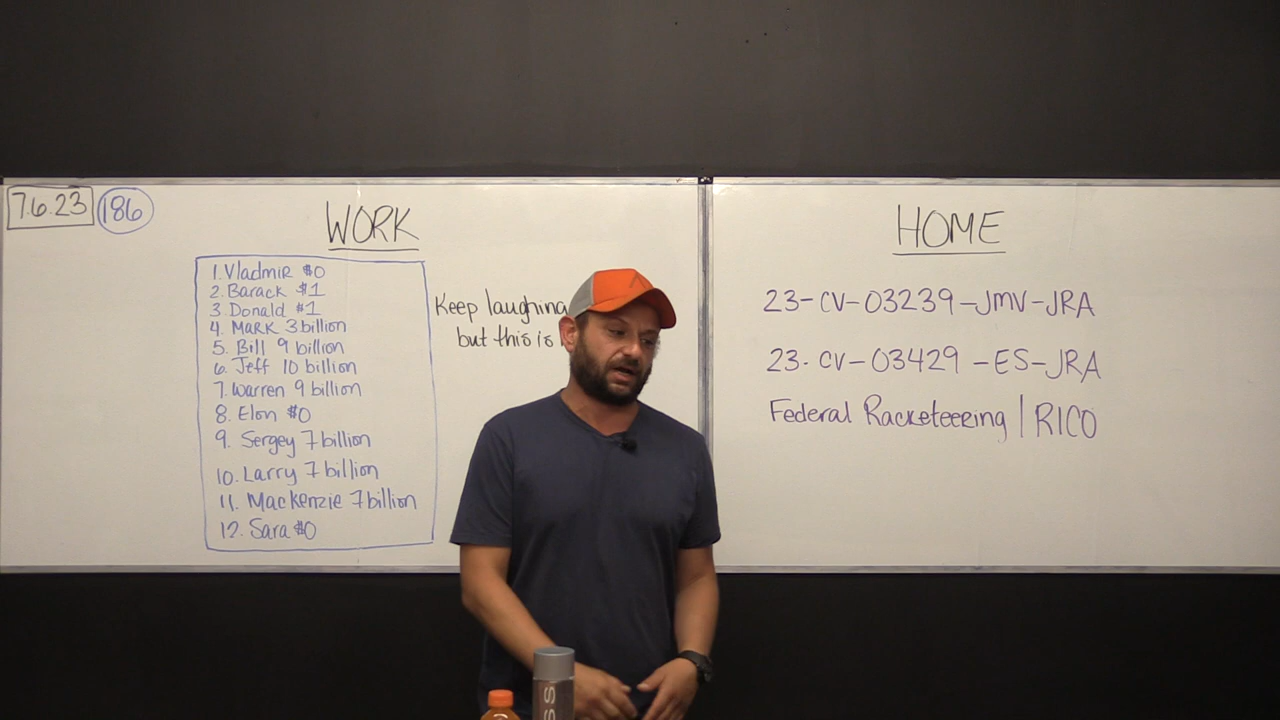 7.6.23 186
WORK
1. Vladmir $0
2. Barack $1
3. Donald $1
4. Mark 3 billion
5. Bill 9 billion
6. Jeff 10 billion
7. Warren 9 billion
8. Elon $0
9. Sergey 7 billion
10. Larry 7 billion
11. Mackenzie 7 billion
12. Sara $0
Keep laughing
but this is
HOME
23-CV-03239-JMV-JRA
23-CV-03429-ES-JRA
Federal Racketeering | RICO
SS